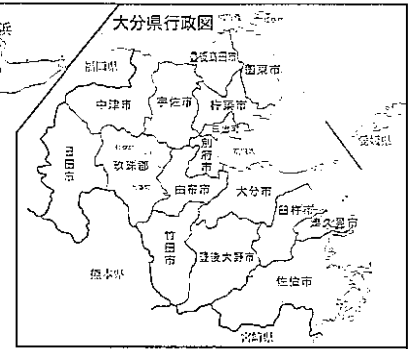 浜
大分県行政図
豊後高田市
国東市
福岡県
中津市
宇佐市
杵築市
日出町
別府市
愛媛県
日田市
玖珠郡
由布市
大分市
臼杵市
津久見市
竹田市
豊後大野市
佐伯市
熊本県
宮崎県